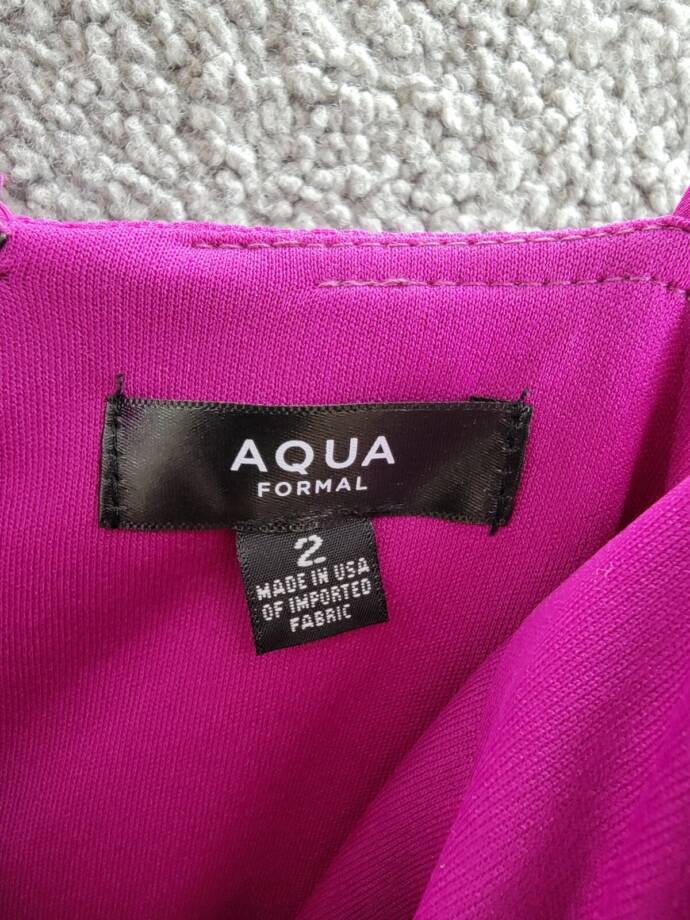 AQUA
FORMAL
2
MADE IN USA
OF IMPORTED
FABRIC